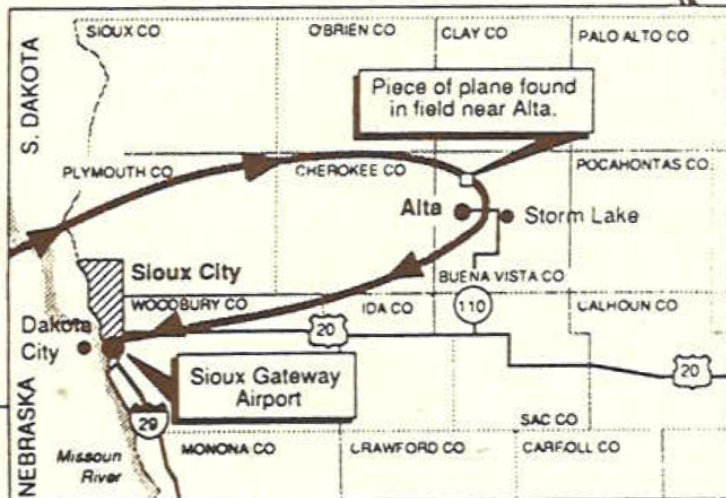 SIOUX CO
O'BRIEN CO
CLAY CO
PALO ALTO CO
S. DAKOTA
Piece of plane found
in field near Alta.
PLYMOUTH CO
CHEROKEE CO
POCAHONTAS CO.
Alta
Storm Lake
Sioux City
BUENA VISTA CO
WOODBURY CO
IDA CO
110
CALHOUN CO
20
Dakota
City
20
Sioux Gateway
Airport
NEBRASKA
29
SAC CO
Missouri
River
MONONA CO
CRAWFORD CO
CARROLL CO